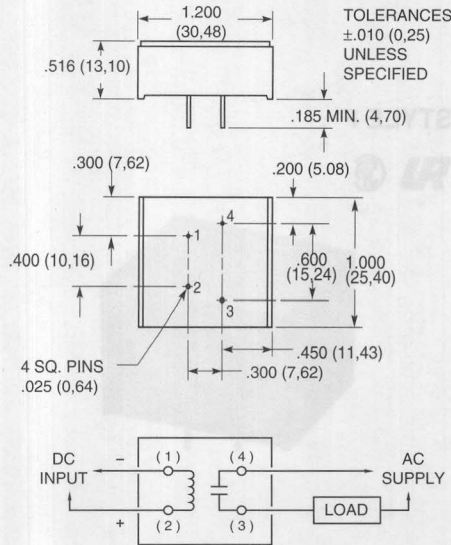 1.200
(30,48)
TOLERANCES
±.010 (0,25)
UNLESS
SPECIFIED
.516 (13,10)
.185 MIN. (4,70)
.300 (7,62)
.200 (5.08)
4
1
.400 (10,16)
.600
(15,24)
1.000
(25,40)
2
3
4 SQ. PINS
.025 (0,64)
.450 (11,43)
.300 (7,62)
DC
INPUT
−
(1)
(4)
AC
SUPPLY
+
(2)
(3)
LOAD